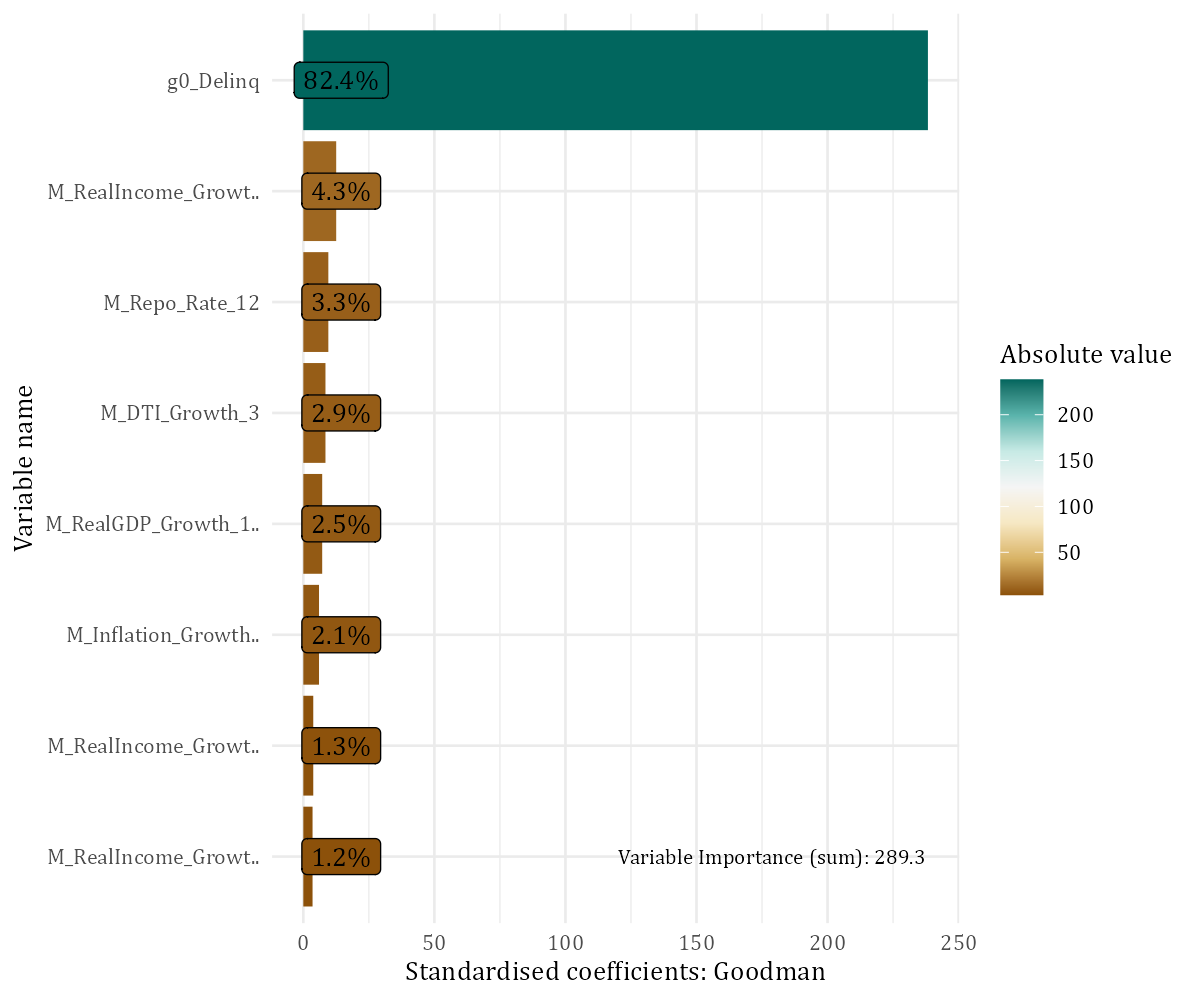 g0_Delinq
82.4%
M_RealIncome_Growt..
4.3%
M_Repo_Rate_12
3.3%
M_DTI_Growth_3
2.9%
M_RealGDP_Growth_1..
2.5%
M_Inflation_Growth..
2.1%
M_RealIncome_Growt..
1.3%
M_RealIncome_Growt..
1.2%
Variable Importance (sum): 289.3
0 50 100 150 200 250
Standardised coefficients: Goodman
Variable name
Absolute value
200
150
100
50